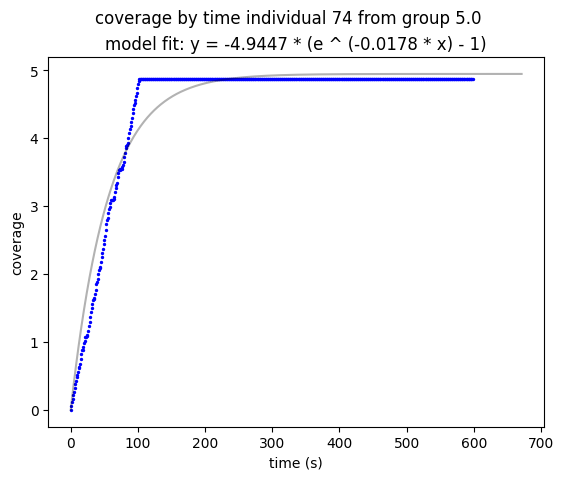 coverage by time individual 74 from group 5.0
model fit: y = -4.9447 * (e ^ (-0.0178 * x) - 1)
5
4
3
2
1
0
coverage
0 100 200 300 400 500 600 700
time (s)